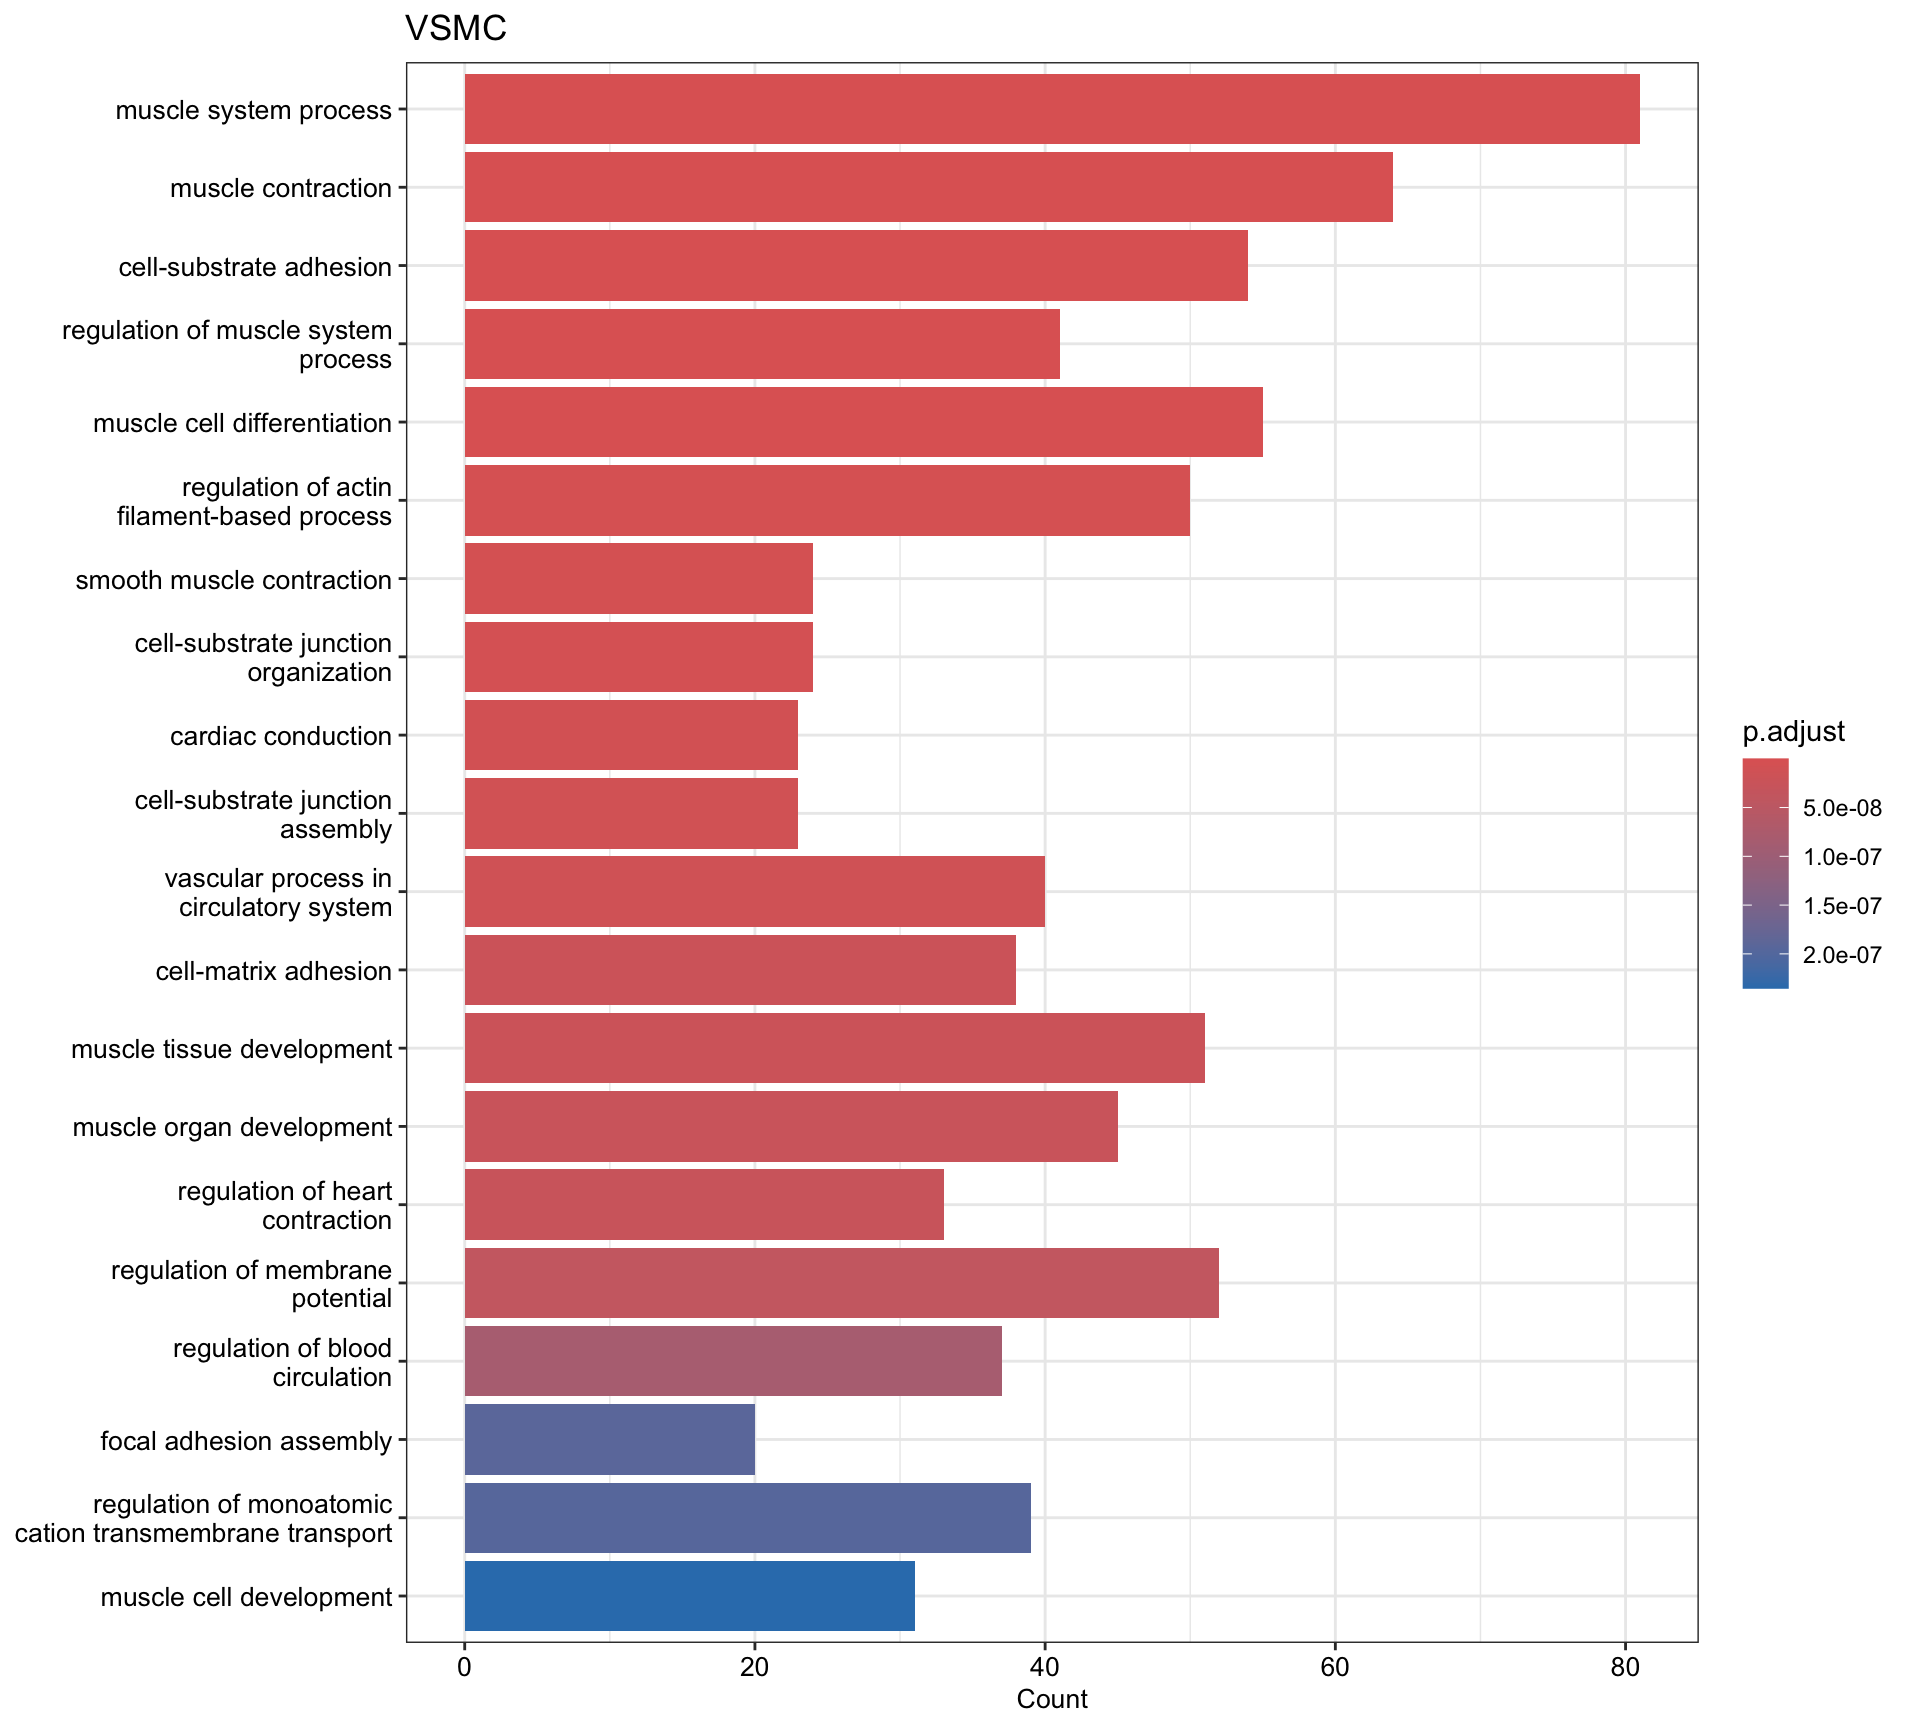 VSMC
muscle system process
muscle contraction
cell-substrate adhesion
regulation of muscle system
process
muscle cell differentiation
regulation of actin
filament-based process
smooth muscle contraction
cell-substrate junction
organization
cardiac conduction
cell-substrate junction
assembly
vascular process in
circulatory system
cell-matrix adhesion
muscle tissue development
muscle organ development
regulation of heart
contraction
regulation of membrane
potential
regulation of blood
circulation
focal adhesion assembly
regulation of monoatomic
cation transmembrane transport
muscle cell development
0 20 40 60 80
Count
p.adjust
5.0e-08
1.0e-07
1.5e-07
2.0e-07